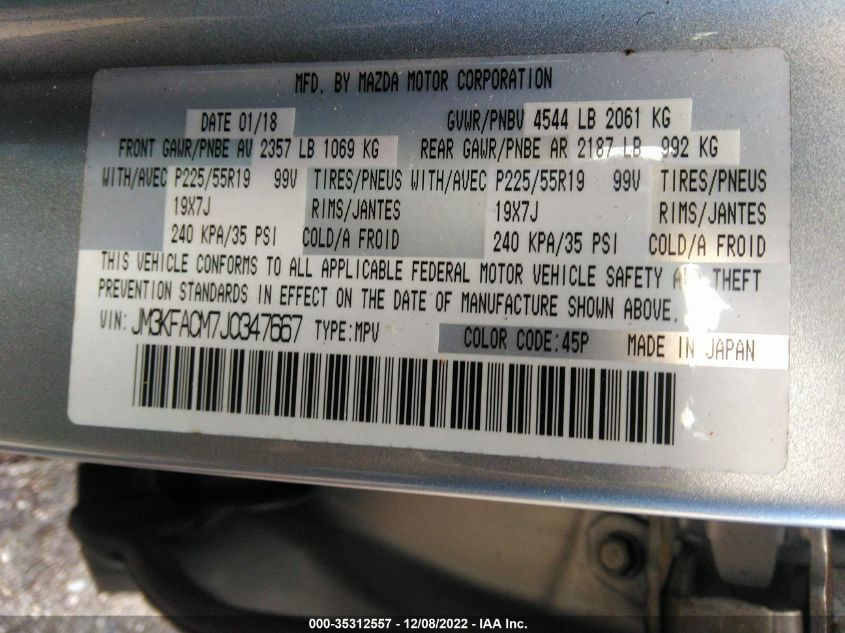 MFD. BY MAZDA MOTOR CORPORATION
DATE 01/18 GVWR/PNBV 4544 LB 2061 KG
FRONT GAWR/PNBE AV 2357 LB 1069 KG REAR GAWR/PNBE AR 2187 LB 992 KG
WITH/AVEC P225/55R19 99V TIRES/PNEUS WITH/AVEC P225/55R19 99V TIRES/PNEUS
19X7J RIMS/JANTES 19X7J RIMS/JANTES
240 KPA/35 PSI COLD/A FROID 240 KPA/35 PSI COLD/A FROID
THIS VEHICLE CONFORMS TO ALL APPLICABLE FEDERAL MOTOR VEHICLE SAFETY AND THEFT
PREVENTION STANDARDS IN EFFECT ON THE DATE OF MANUFACTURE SHOWN ABOVE.
VIN: JM3KFACM7J0347667 TYPE:MPV COLOR CODE:45P MADE IN JAPAN
000-35312557 - 12/08/2022 - IAA Inc.